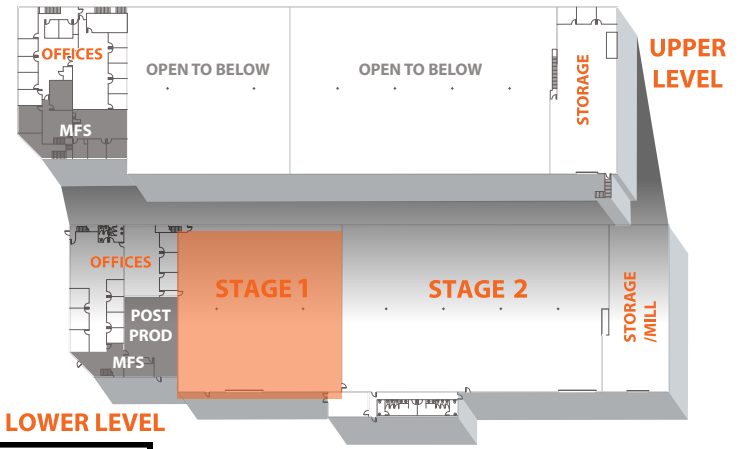 OFFICES
OPEN TO BELOW
OPEN TO BELOW
STORAGE
UPPER
LEVEL
MFS
OFFICES
STAGE 1
STAGE 2
STORAGE
/MILL
POST
PROD
MFS
LOWER LEVEL